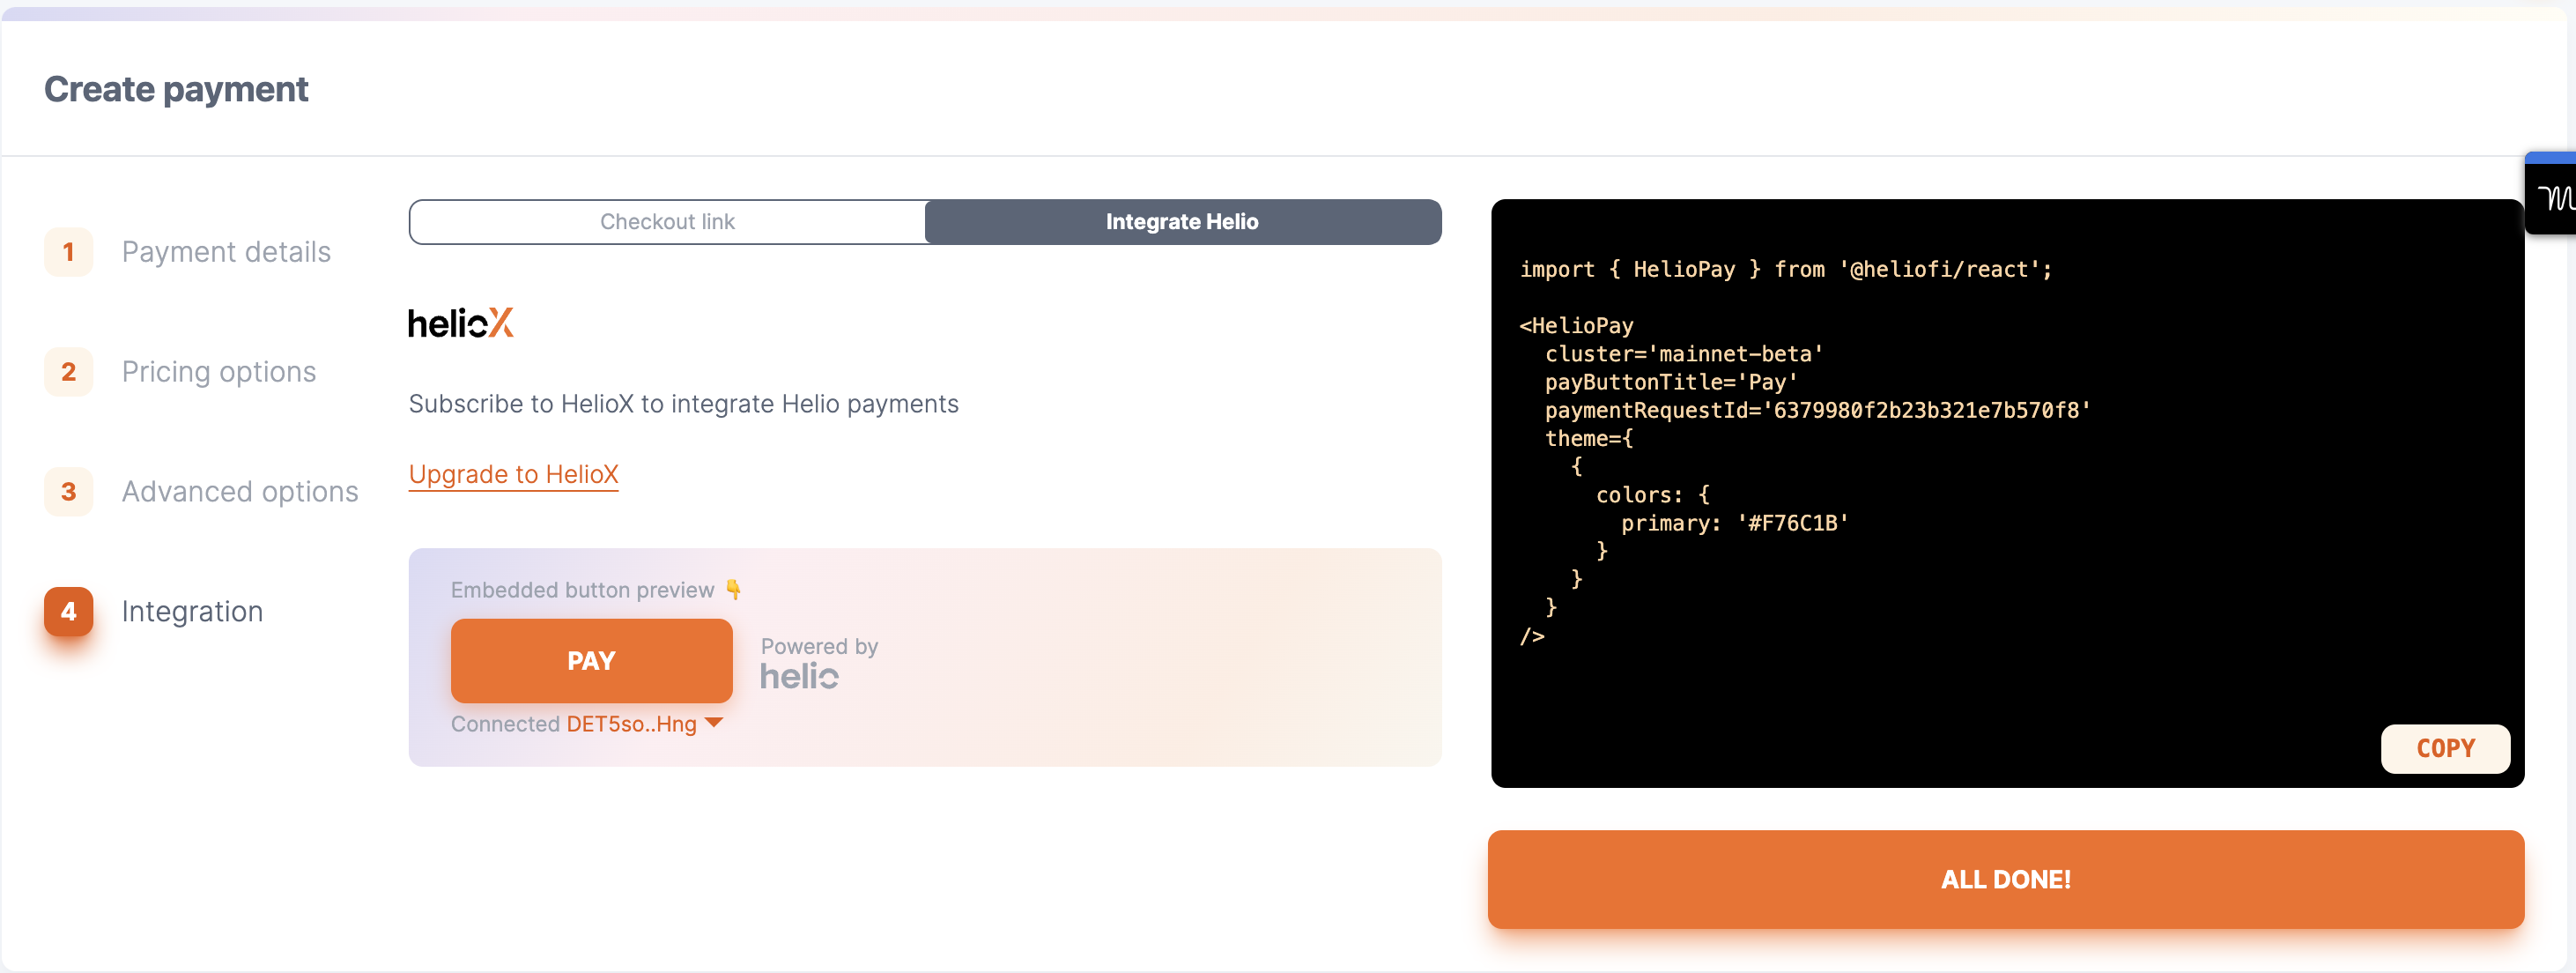 Create payment
1 Payment details
2 Pricing options
3 Advanced options
4 Integration
Checkout link
Integrate Helio
helioX
Subscribe to HelioX to integrate Helio payments
Upgrade to HelioX
Embedded button preview 👇
PAY
Powered by
helio
Connected DET5so..Hng
import { HelioPay } from '@heliofi/react';
<HelioPay
  cluster='mainnet-beta'
  payButtonTitle='Pay'
  paymentRequestId='6379980f2b23b321e7b570f8'
  theme={
    {
      colors: {
        primary: '#F76C1B'
      }
    }
  }
/>
COPY
ALL DONE!